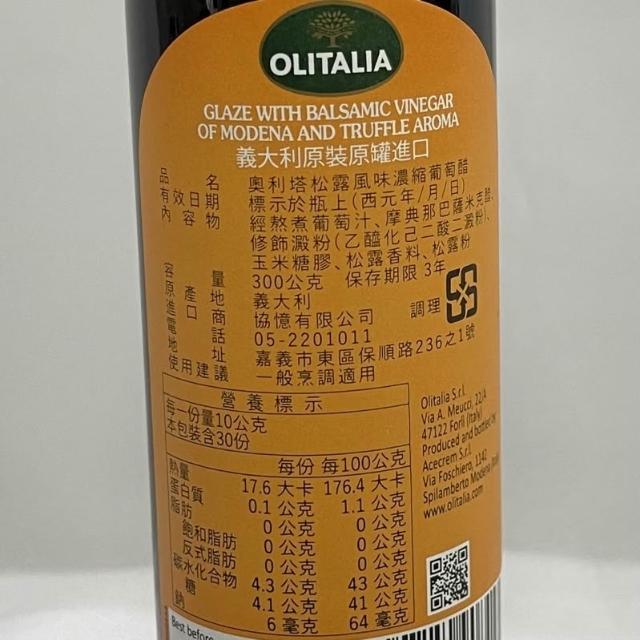 OLITALIA
GLAZE WITH BALSAMIC VINEGAR
OF MODENA AND TRUFFLE AROMA
義大利原裝原罐進口
品名 奧利塔松露風味濃縮葡萄醋
有效日期 標示於瓶上(西元年/月/日)
內容物 經熬煮葡萄汁、摩典那巴薩米克醋、
修飾澱粉(乙醯化己二酸二澱粉)、
玉米糖膠、松露香料、松露粉
容量 300公克 保存期限 3年
原產地 義大利
進口商 協憶有限公司 調理
電話 05-2201011
地址 嘉義市東區保順路236之1號
使用建議 一般烹調適用
營養標示
每一份量10公克
本包裝含30份
每份 每100公克
熱量 17.6 大卡 176.4 大卡
蛋白質 0.1 公克 1.1 公克
脂肪 0 公克 0 公克
飽和脂肪 0 公克 0 公克
反式脂肪 0 公克 0 公克
碳水化合物 4.3 公克 43 公克
糖 4.1 公克 41 公克
鈉 6 毫克 64 毫克
Olitalia S.r.l.
Via A. Meucci, 22/A
47122 Forlì (Italy)
Produced and bottled by
Acecrem S.r.l.
Via Foschiero, 1342
Spilamberto Modena
www.olitalia.com
Best before